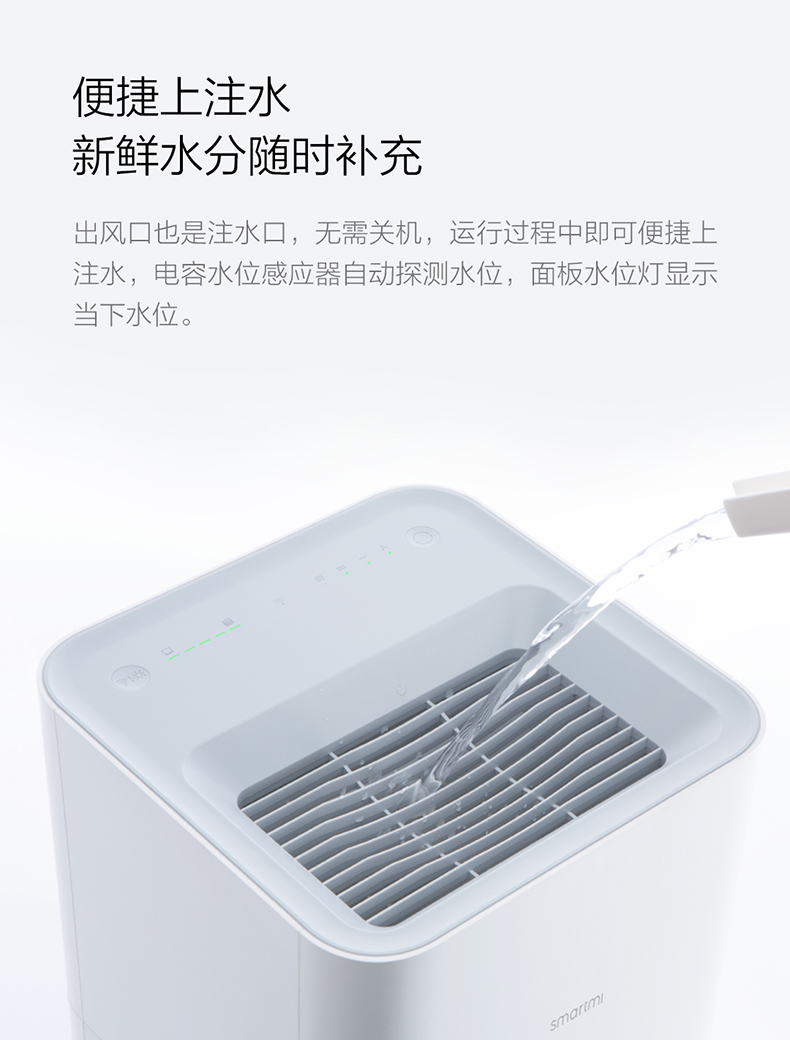 便捷上注水
新鲜水分随时补充
出风口也是注水口，无需关机，运行过程中即可便捷上
注水，电容水位感应器自动探测水位，面板水位灯显示
当下水位。
smartmi